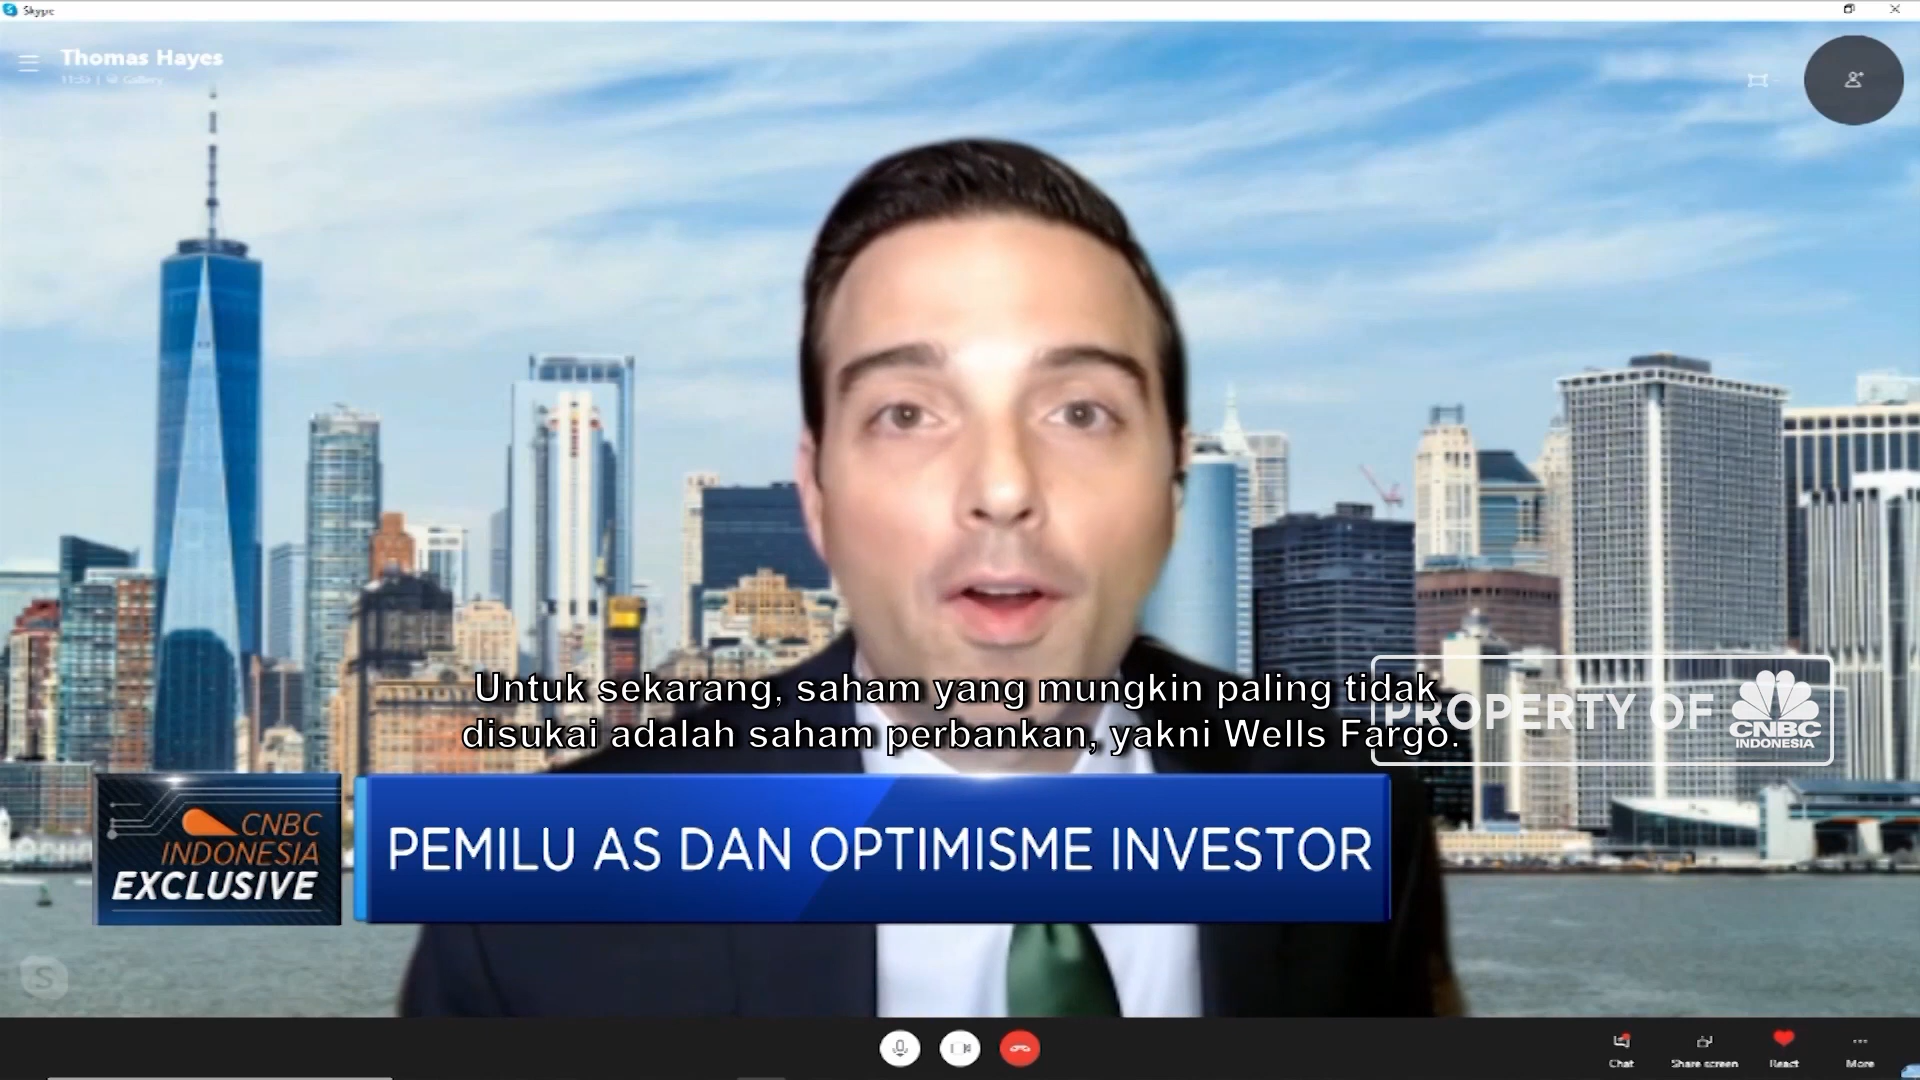 Skype
Thomas Hayes
Gallery
Untuk sekarang, saham yang mungkin paling tidak
disukai adalah saham perbankan, yakni Wells Fargo.
PROPERTY OF
CNBC
INDONESIA
CNBC
INDONESIA
EXCLUSIVE
PEMILU AS DAN OPTIMISME INVESTOR
S
Chat
Share screen
React
More